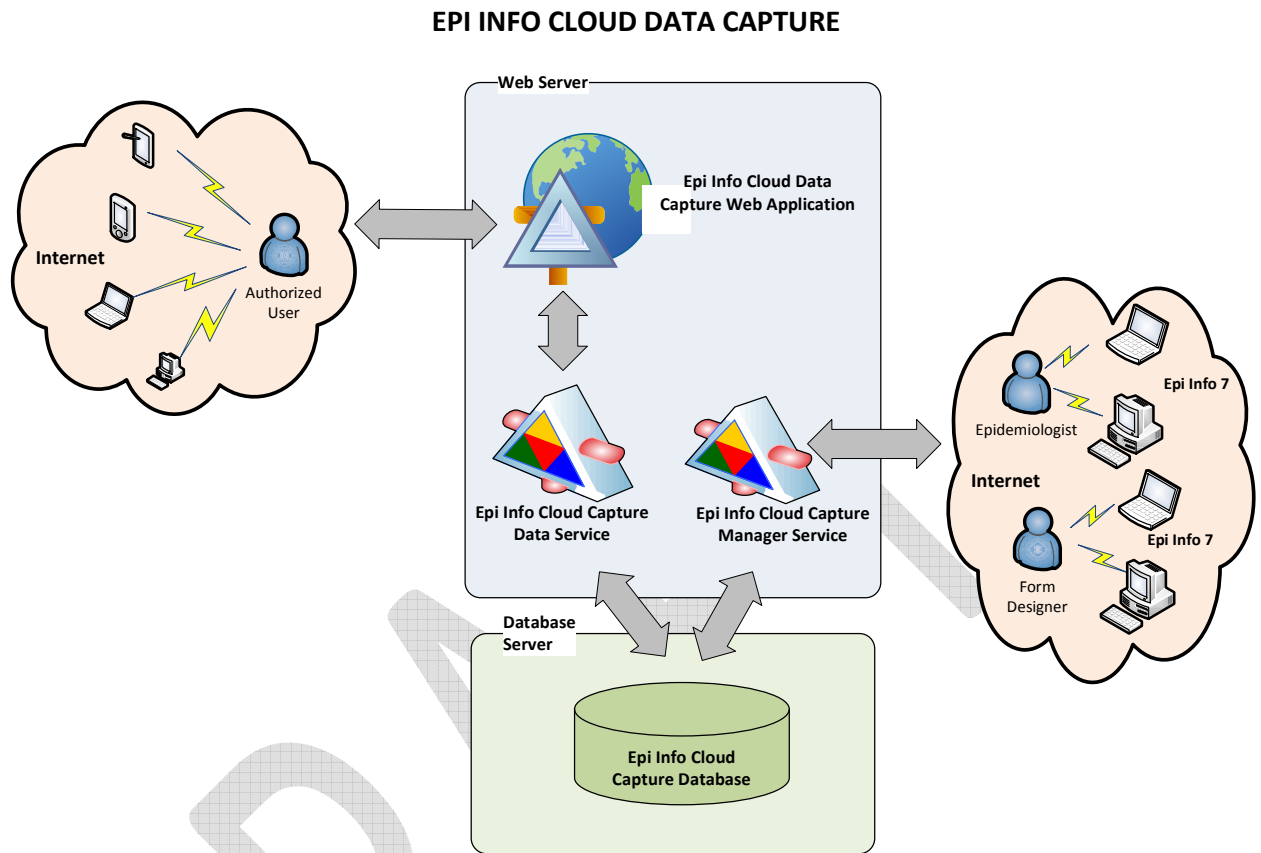 EPI INFO CLOUD DATA CAPTURE
Web Server
Epi Info Cloud Data
Capture Web Application
Internet
Authorized
User
Epi Info 7
Epidemiologist
Internet
Epi Info Cloud Capture
Data Service
Epi Info Cloud Capture
Manager Service
Epi Info 7
Form
Designer
Database
Server
Epi Info Cloud
Capture Database